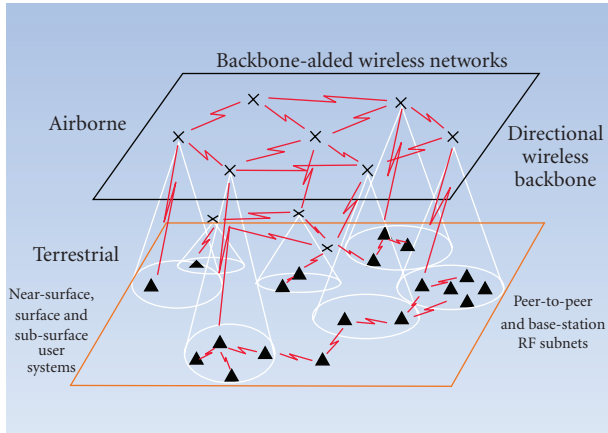 Backbone-alded wireless networks
Airborne
Directional
wireless
backbone
Terrestrial
Near-surface,
surface and
sub-surface
user
systems
Peer-to-peer
and base-station
RF subnets